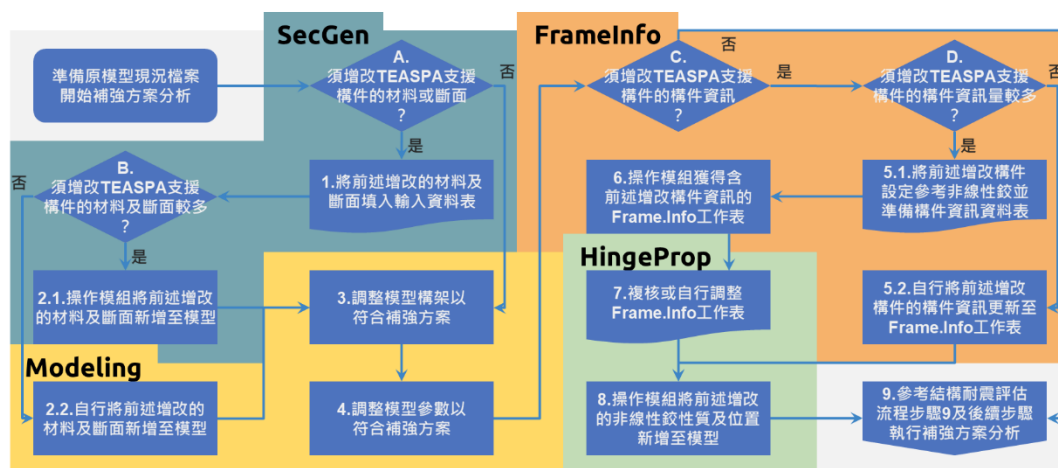 SecGen
FrameInfo
準備原模型現況檔案
開始補強方案分析
A.
須增改TEASPA支援
構件的材料或斷面
？
否
是
C.
須增改TEASPA支援
構件的構件資訊
？
否
是
D.
須增改TEASPA支援
構件的構件資訊量較多
？
否
是
B.
須增改TEASPA支援
構件的材料及斷面較多
？
否
是
1.將前述增改的材料及
斷面填入輸入資料表
6.操作模組獲得含
前述增改構件資訊的
Frame.Info工作表
5.1.將前述增改構件
設定參考非線性鉸並
準備構件資訊資料表
HingeProp
2.1.操作模組將前述增改
的材料及斷面新增至模型
3.調整模型構架以
符合補強方案
7.複核或自行調整
Frame.Info工作表
5.2.自行將前述增改
構件的構件資訊更新至
Frame.Info工作表
Modeling
2.2.自行將前述增改的
材料及斷面新增至模型
4.調整模型參數以
符合補強方案
8.操作模組將前述增改
的非線性鉸性質及位置
新增至模型
9.參考結構耐震評估
流程步驟9及後續步驟
執行補強方案分析